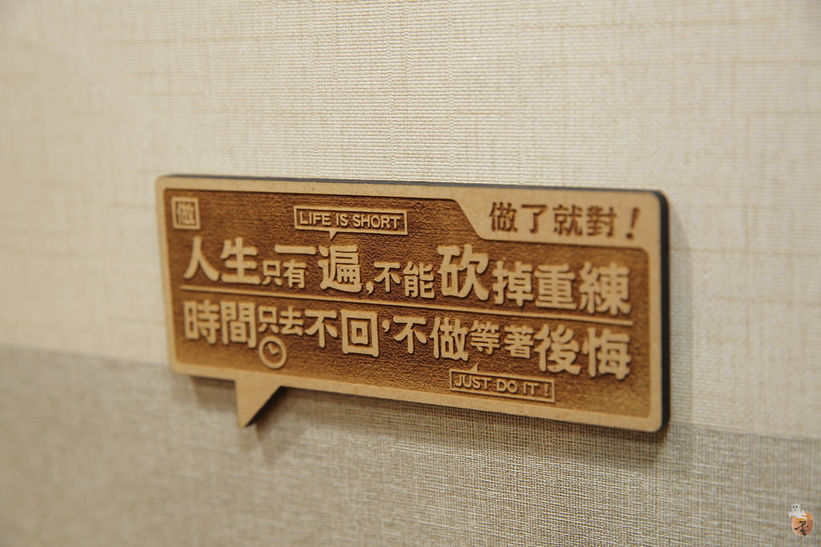 做
LIFE IS SHORT
做了就對！
人生只有一遍，不能砍掉重練
時間只去不回，不做等著後悔
JUST DO IT！